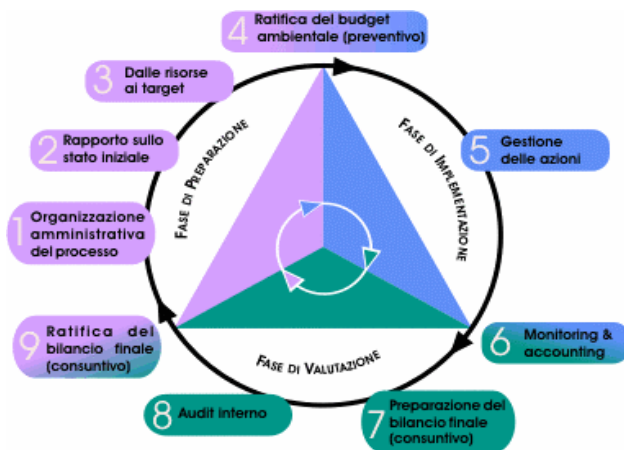 4 Ratifica del budget
ambientale (preventivo)
3 Dalle risorse
ai target
2 Rapporto sullo
stato iniziale
1 Organizzazione
amministrativa
del processo
FASE DI PREPARAZIONE
FASE DI IMPLEMENTAZIONE
5 Gestione
delle azioni
6 Monitoring &
accounting
FASE DI VALUTAZIONE
7 Preparazione del
bilancio finale
(consuntivo)
8 Audit interno
9 Ratifica del
bilancio finale
(consuntivo)